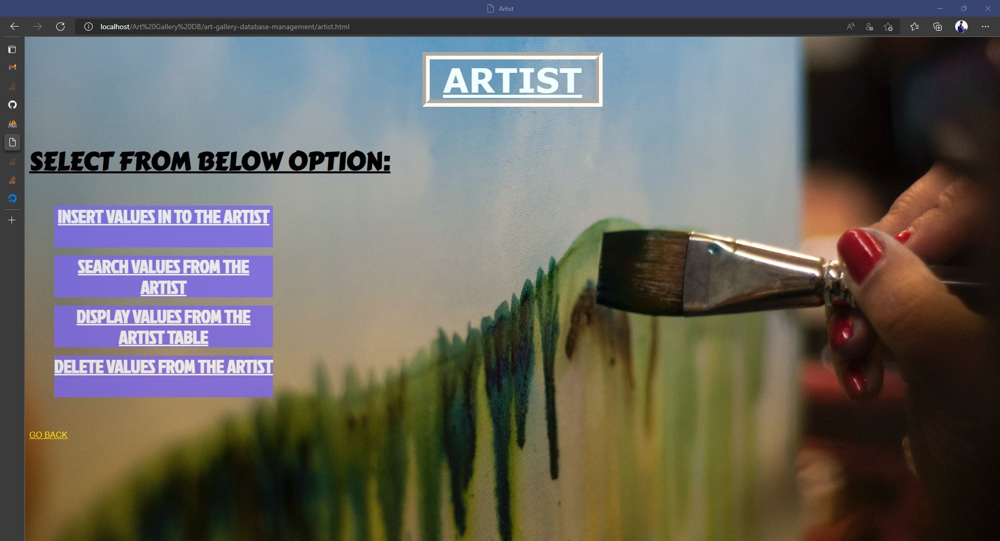 Artist
localhost/Art%20Gallery%20DB/art-gallery-database-management/artist.html
ARTIST
SELECT FROM BELOW OPTION:
INSERT VALUES IN TO THE ARTIST
SEARCH VALUES FROM THE
ARTIST
DISPLAY VALUES FROM THE
ARTIST TABLE
DELETE VALUES FROM THE ARTIST
GO BACK